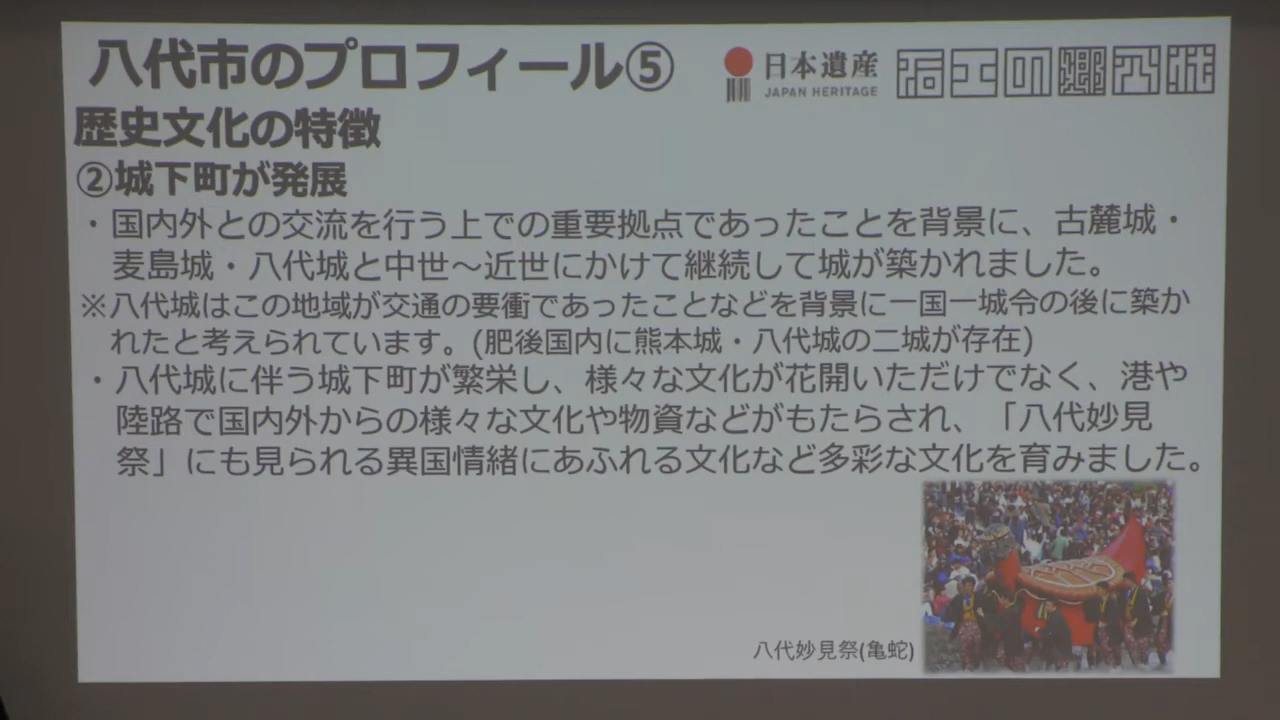 八代市のプロフィール⑤
日本遺産
JAPAN HERITAGE
石工の郷八代
歴史文化の特徴
②城下町が発展
・国内外との交流を行う上での重要拠点であったことを背景に、古麓城・
麦島城・八代城と中世～近世にかけて継続して城が築かれました。
※八代城はこの地域が交通の要衝であったことなどを背景に一国一城令の後に築か
れたと考えられています。(肥後国内に熊本城・八代城の二城が存在)
・八代城に伴う城下町が繁栄し、様々な文化が花開いただけでなく、港や
陸路で国内外からの様々な文化や物資などがもたらされ、「八代妙見
祭」にも見られる異国情緒にあふれる文化など多彩な文化を育みました。
八代妙見祭(亀蛇)